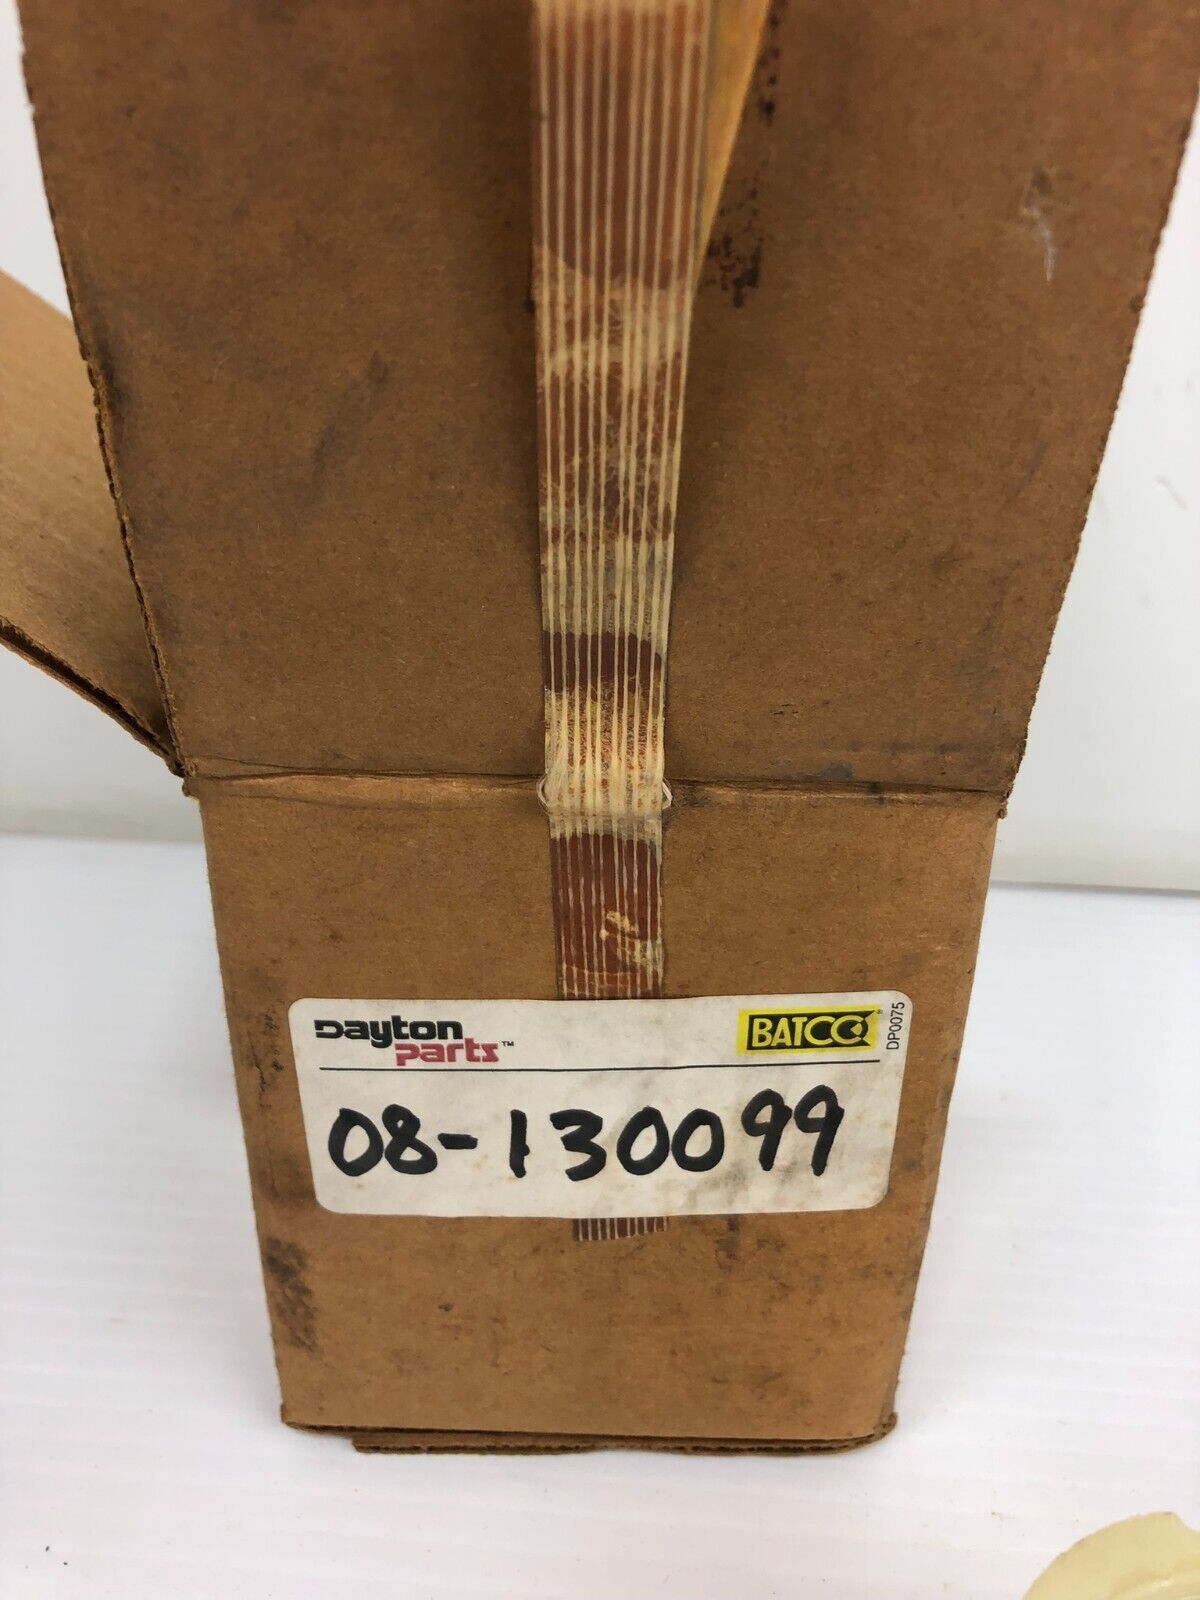 Dayton
Parts™
BATCO®
DP0075
08-130099